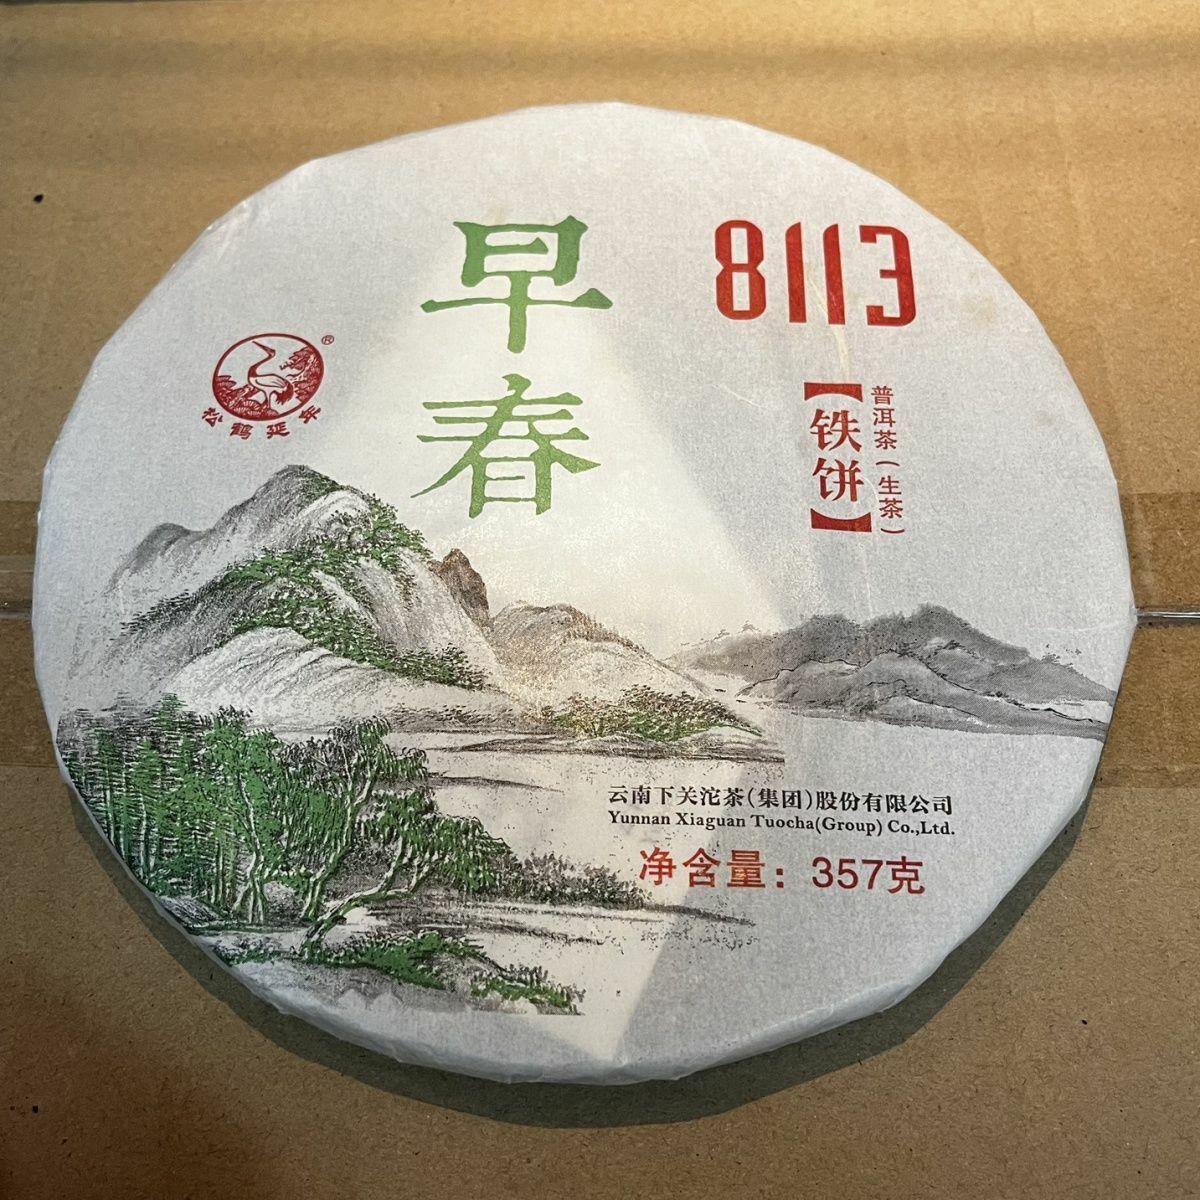 早春
8113
【铁饼】
普洱茶(生茶)
®
松鹤延年
云南下关沱茶(集团)股份有限公司
Yunnan Xiaguan Tuocha(Group) Co.,Ltd.
净含量：357克